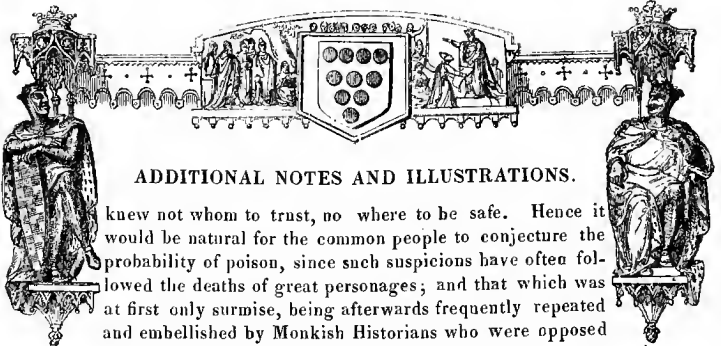 ADDITIONAL NOTES AND ILLUSTRATIONS.
knew not whom to trust, no where to be safe. Hence it
would be natural for the common people to conjecture the
probability of poison, since such suspicions have often fol-
lowed the deaths of great personages; and that which was
at first only surmise, being afterwards frequently repeated
and embellished by Monkish Historians who were opposed